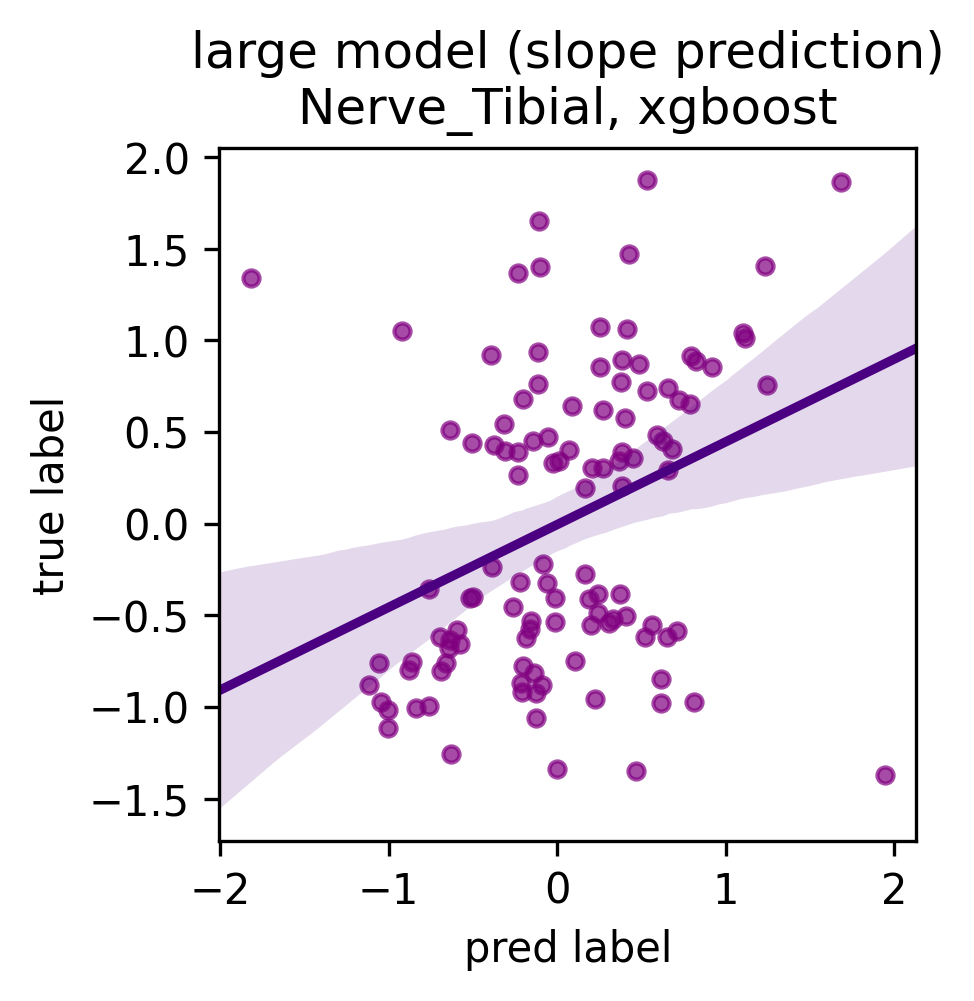 large model (slope prediction)
Nerve_Tibial, xgboost
2.0
1.5
1.0
0.5
0.0
−0.5
−1.0
−1.5
true label
−2 −1 0 1 2
pred label